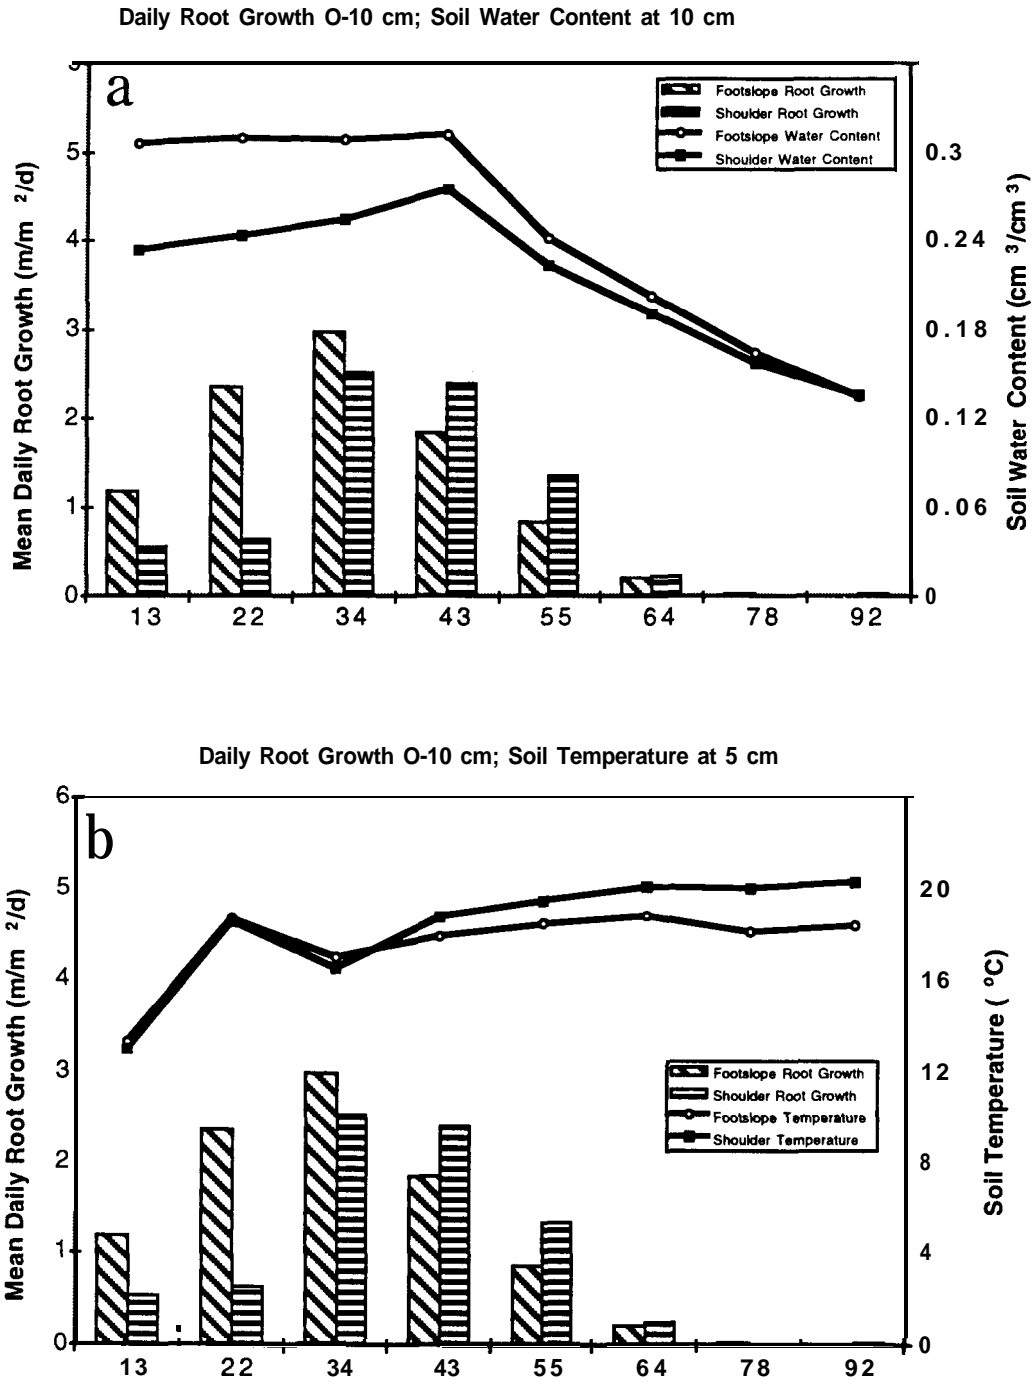 Daily Root Growth O-10 cm; Soil Water Content at 10 cm
a
Footslope Root Growth
Shoulder Root Growth
Footslope Water Content
Shoulder Water Content
Mean Daily Root Growth (m/m 2/d)
5
4
3
2
1
0
0.3
0.24
0.18
0.12
0.06
0
Soil Water Content (cm 3/cm 3)
13 22 34 43 55 64 78 92
Daily Root Growth O-10 cm; Soil Temperature at 5 cm
b
Mean Daily Root Growth (m/m 2/d)
6
5
4
3
2
1
0
20
16
12
8
4
0
Soil Temperature ( °C)
Footslope Root Growth
Shoulder Root Growth
Footslope Temperature
Shoulder Temperature
13 22 34 43 55 64 78 92